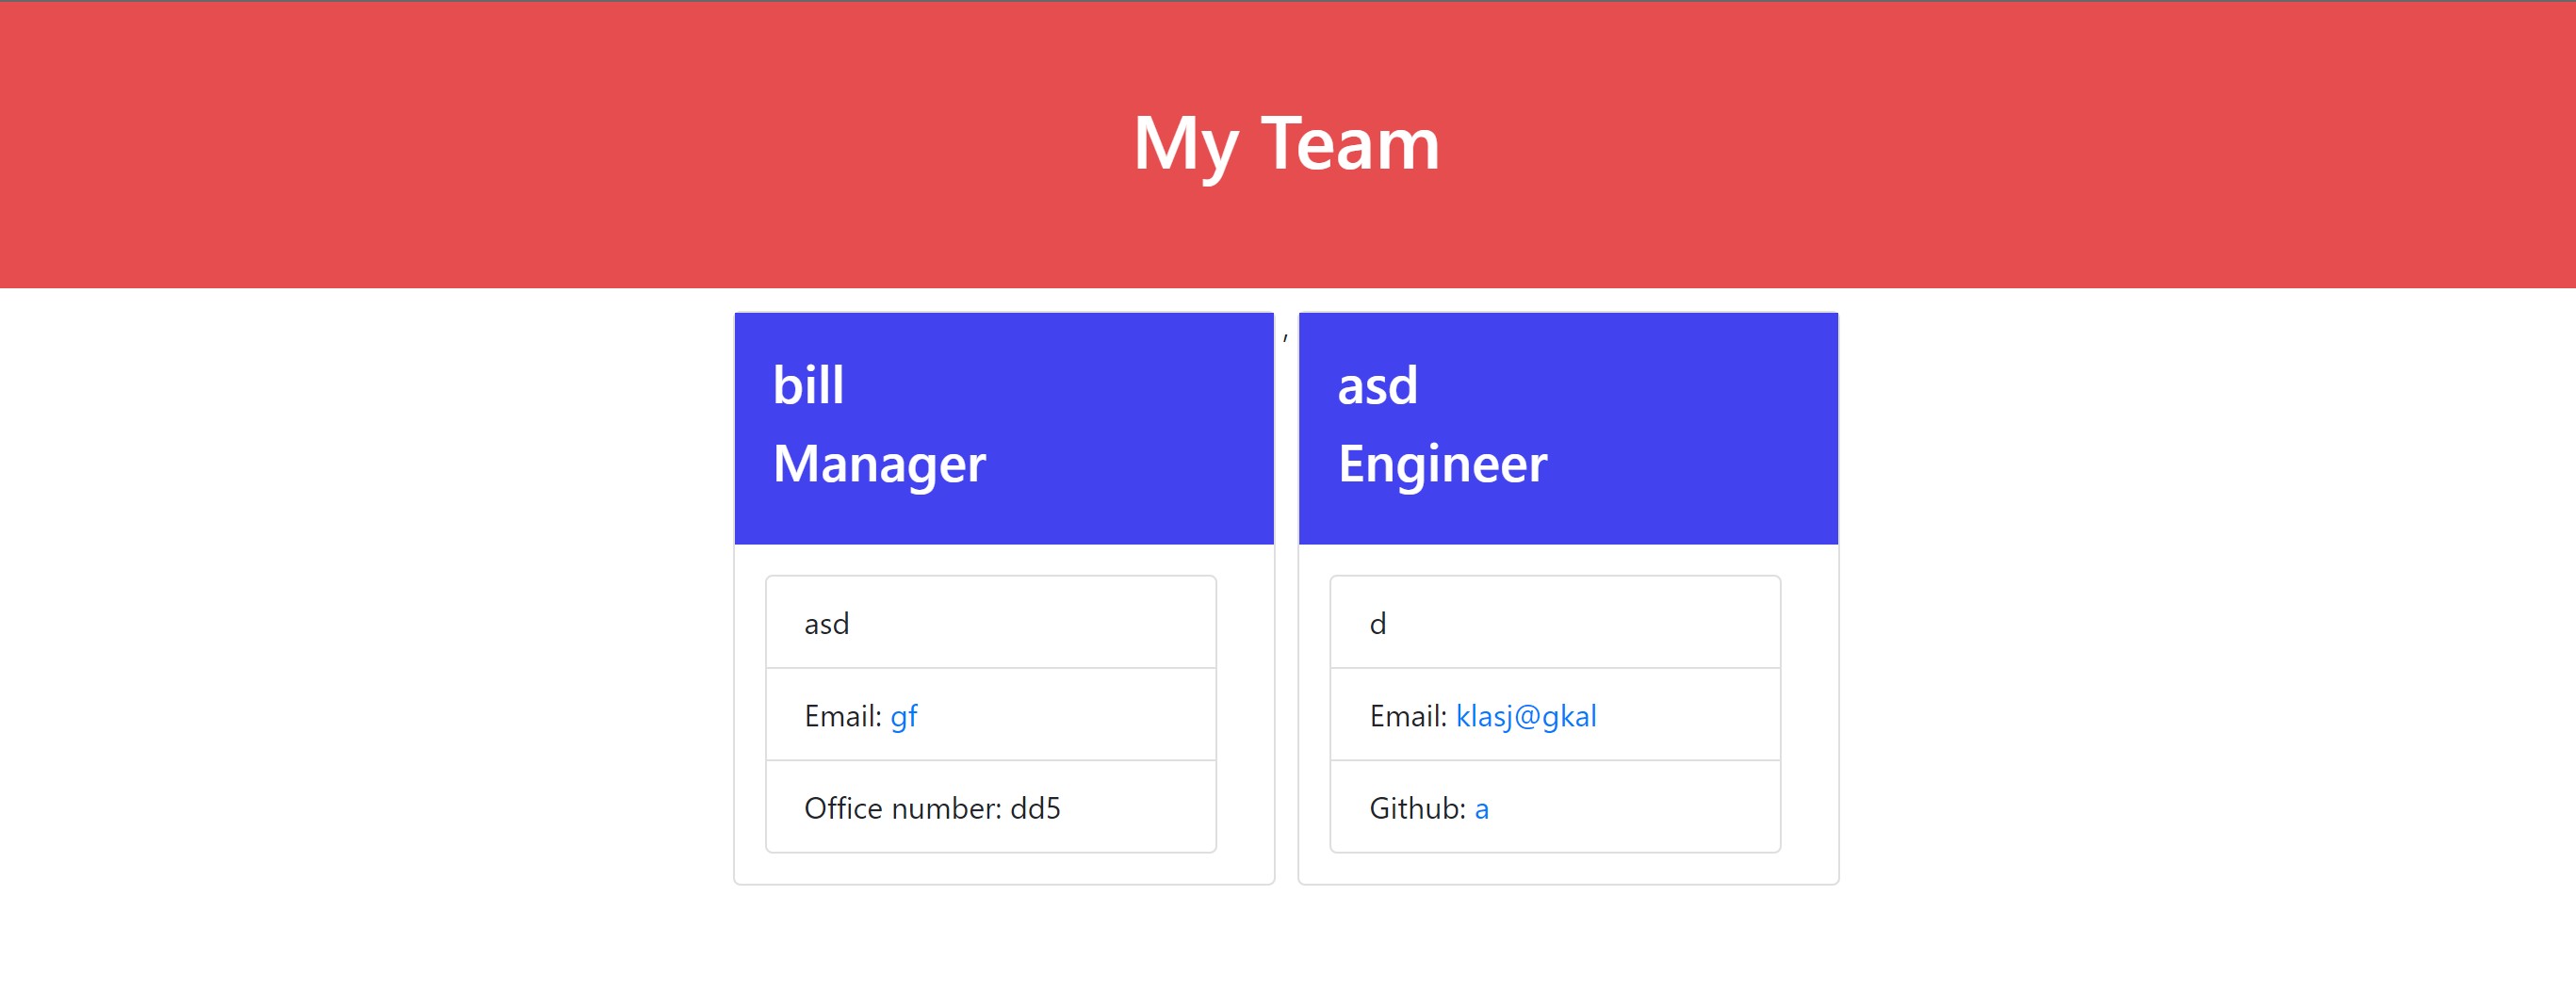 My Team
bill
Manager
asd
Email: gf
Office number: dd5
,
asd
Engineer
d
Email: klasj@gkal
Github: a